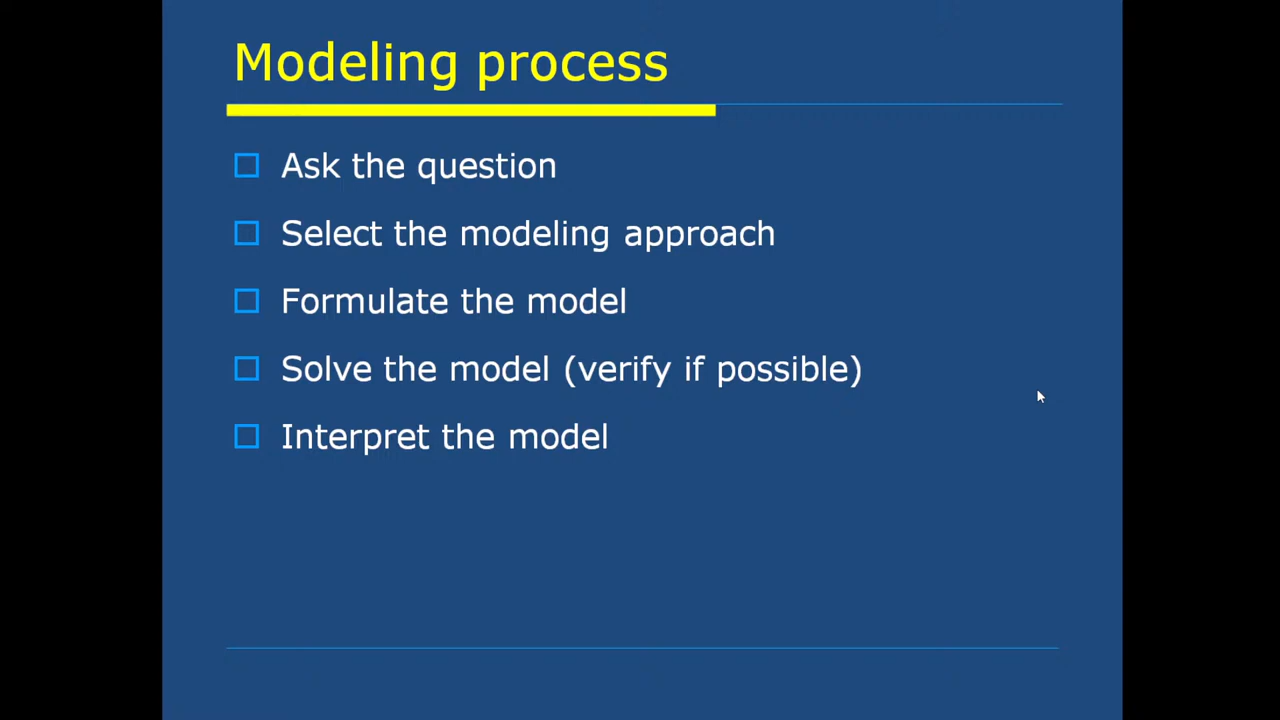 Modeling process
Ask the question
Select the modeling approach
Formulate the model
Solve the model (verify if possible)
Interpret the model